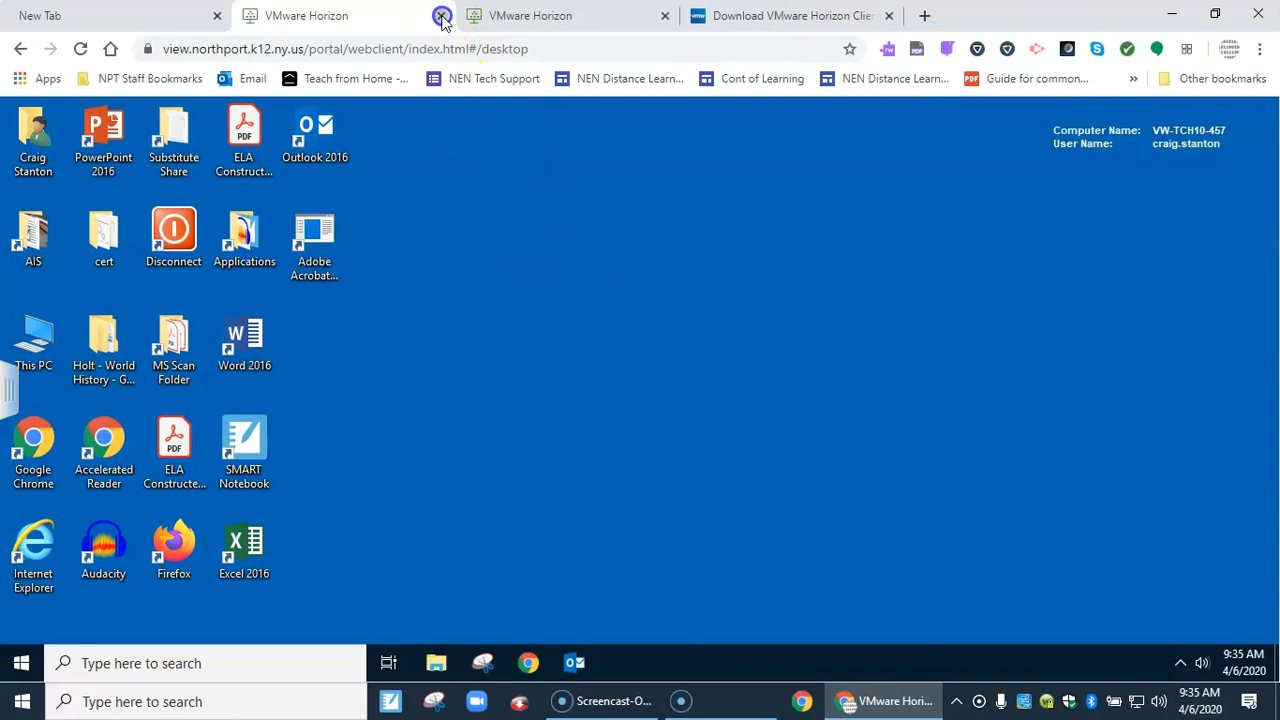 New Tab
VMware Horizon
VMware Horizon
vmw
Download VMware Horizon Clien
view.northport.k12.ny.us/portal/webclient/index.html#/desktop
Apps
NPT Staff Bookmarks
Email
Teach from Home -...
NEN Tech Support
NEN Distance Learn...
Cont of Learning
NEN Distance Learn...
PDF
Guide for common...
»
Other bookmarks
Computer Name: VW-TCH10-457
User Name: craig.stanton
Craig
Stanton
PowerPoint
2016
Substitute
Share
PDF
ELA
Construct...
Outlook 2016
AIS
cert
Disconnect
Applications
Adobe
Acrobat...
This PC
Holt - World
History - G...
MS Scan
Folder
Word 2016
Google
Chrome
Accelerated
Reader
PDF
ELA
Constructe...
SMART
Notebook
Internet
Explorer
Audacity
Firefox
Excel 2016
Type here to search
9:35 AM
4/6/2020
Type here to search
Screencast-O...
VMware Hori...
9:35 AM
4/6/2020